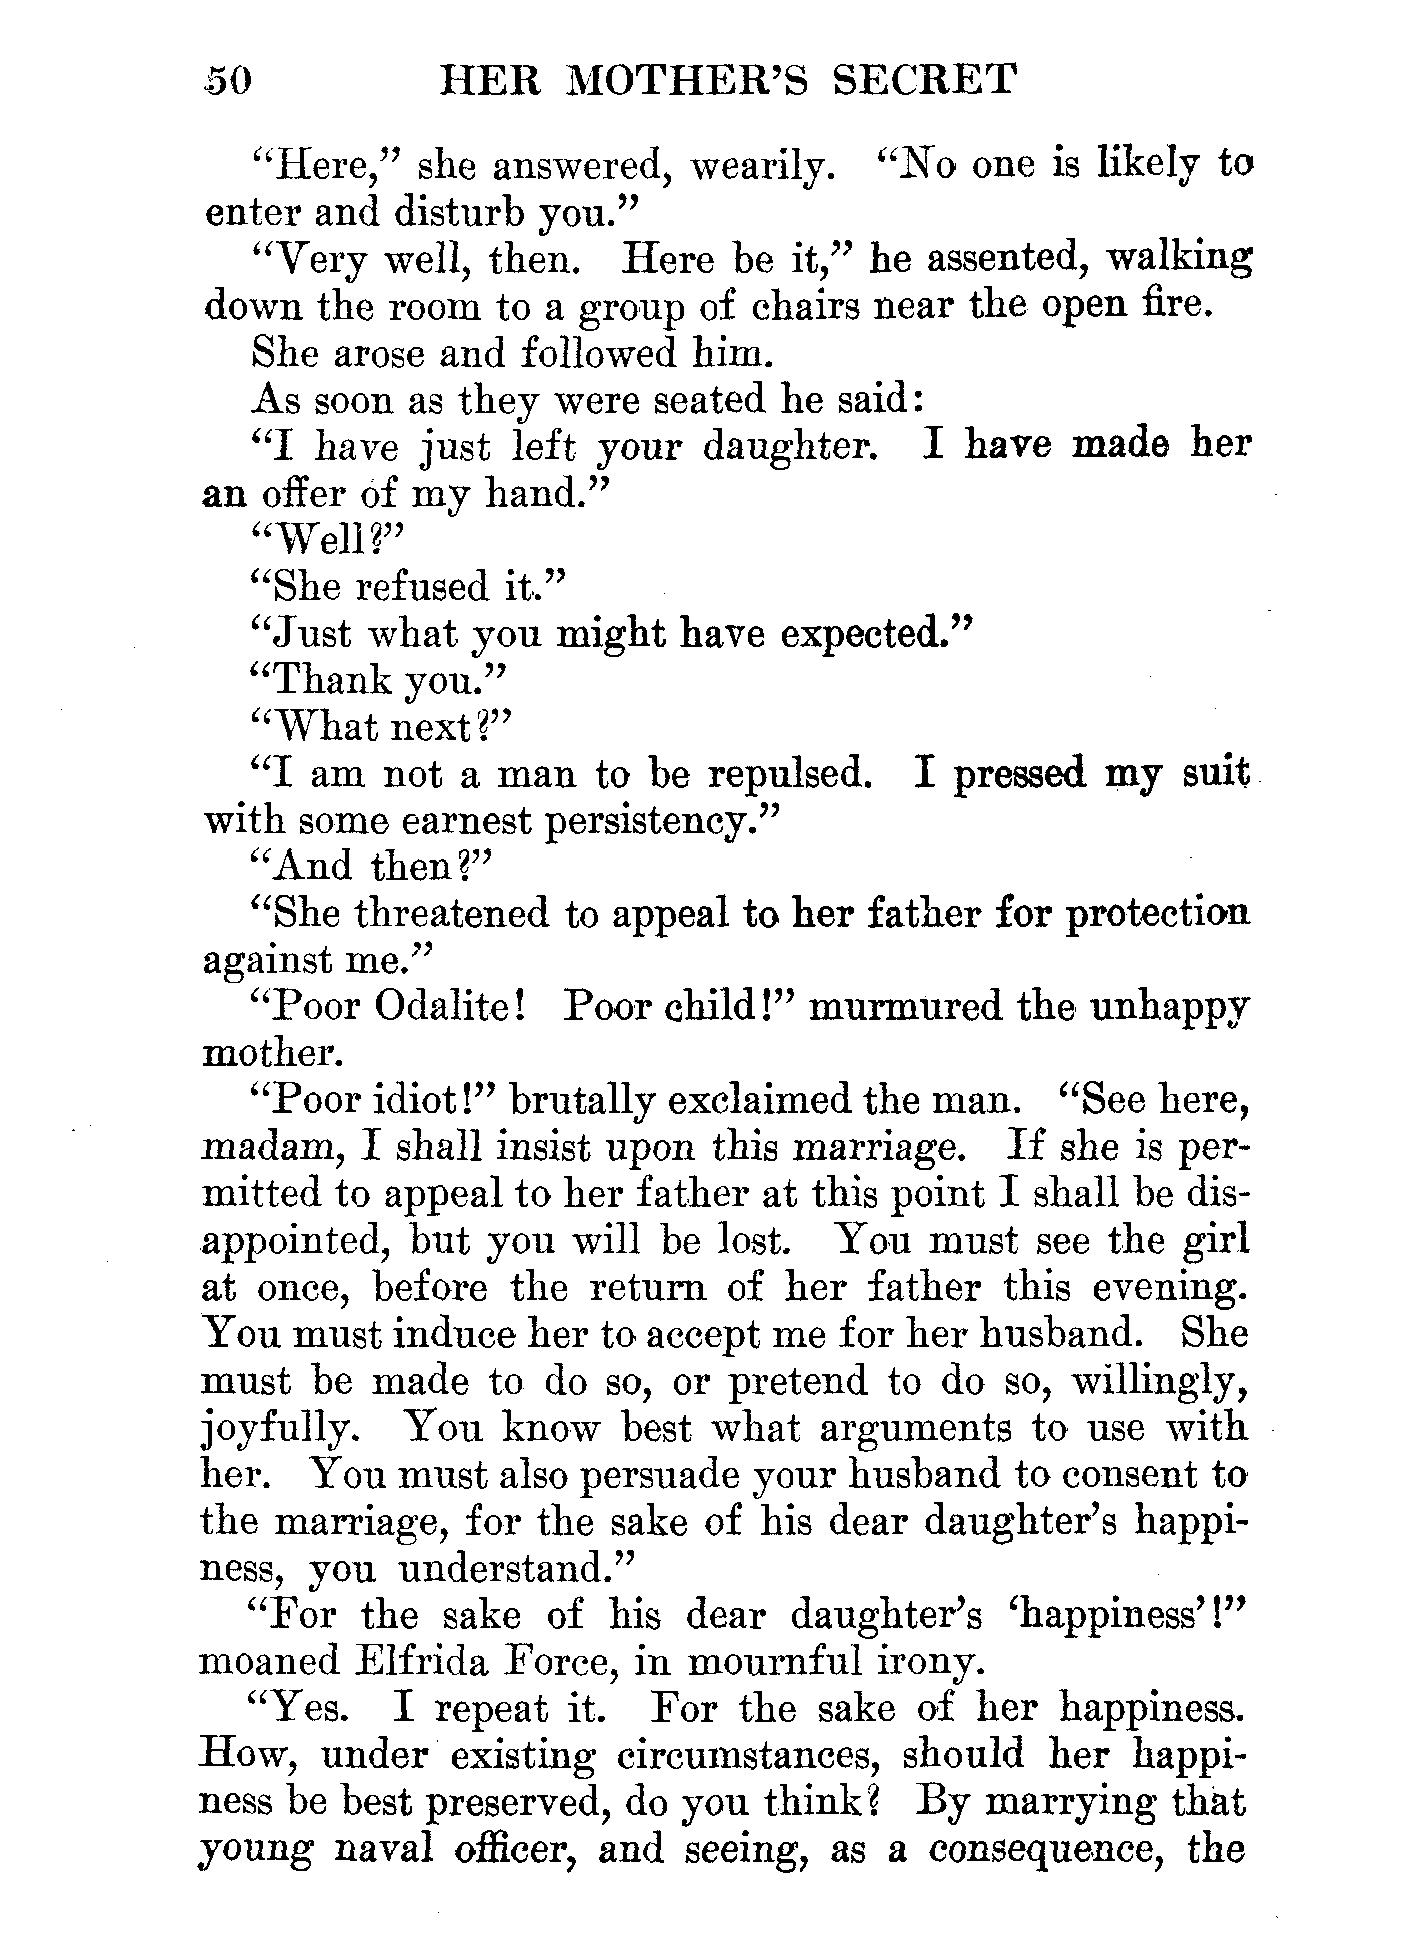 50 HER MOTHER'S SECRET
“Here,” she answered, wearily. “No one is likely to
enter and disturb you.”
“Very well, then. Here be it,” he assented, walking
down the room to a group of chairs near the open fire.
She arose and followed him.
As soon as they were seated he said:
“I have just left your daughter. I have made her
an offer of my hand.”
“Well?”
“She refused it.”
“Just what you might have expected.”
“Thank you.”
“What next?”
“I am not a man to be repulsed. I pressed my suit
with some earnest persistency.”
“And then?”
“She threatened to appeal to her father for protection
against me.”
“Poor Odalite! Poor child!” murmured the unhappy
mother.
“Poor idiot!” brutally exclaimed the man. “See here,
madam, I shall insist upon this marriage. If she is per-
mitted to appeal to her father at this point I shall be dis-
appointed, but you will be lost. You must see the girl
at once, before the return of her father this evening.
You must induce her to accept me for her husband. She
must be made to do so, or pretend to do so, willingly,
joyfully. You know best what arguments to use with
her. You must also persuade your husband to consent to
the marriage, for the sake of his dear daughter's happi-
ness, you understand.”
“For the sake of his dear daughter's ‘happiness’!”
moaned Elfrida Force, in mournful irony.
“Yes. I repeat it. For the sake of her happiness.
How, under existing circumstances, should her happi-
ness be best preserved, do you think? By marrying that
young naval officer, and seeing, as a consequence, the